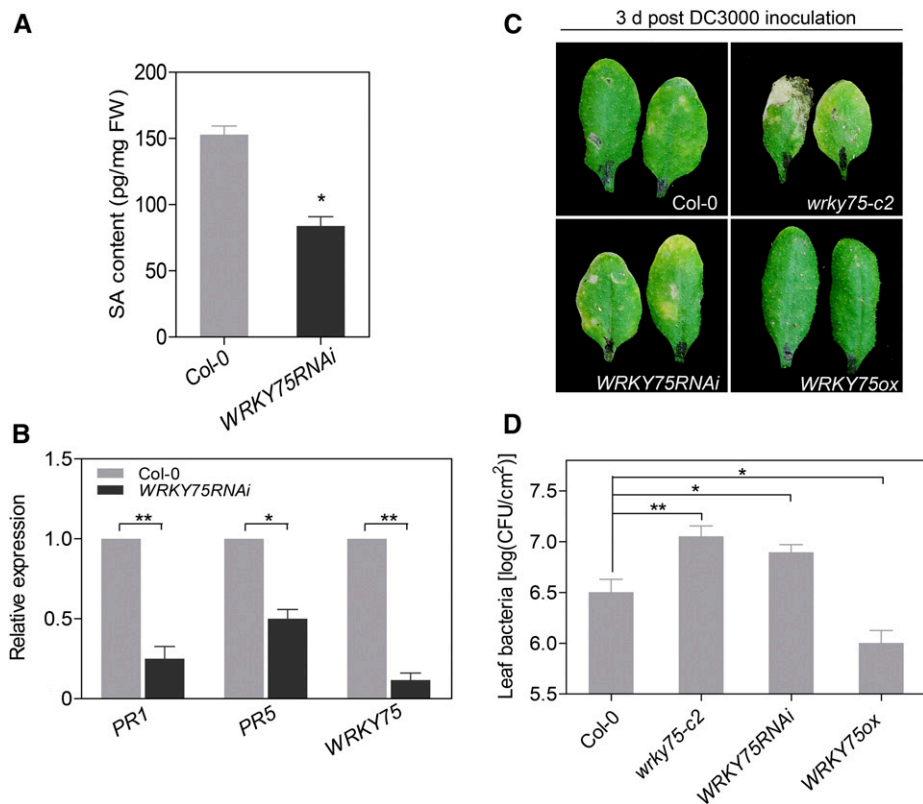 A
SA content (pg/mg FW)
200
150
100
50
0
*
Col-0
WRKY75RNAi
B
Relative expression
1.5
1.0
0.5
0
Col-0
WRKY75RNAi
**
*
**
PR1
PR5
WRKY75
C
3 d post DC3000 inoculation
Col-0
wrky75-c2
WRKY75RNAi
WRKY75ox
D
Leaf bacteria [log(CFU/cm²)]
7.5
7.0
6.5
6.0
5.5
*
*
**
Col-0
wrky75-c2
WRKY75RNAi
WRKY75ox